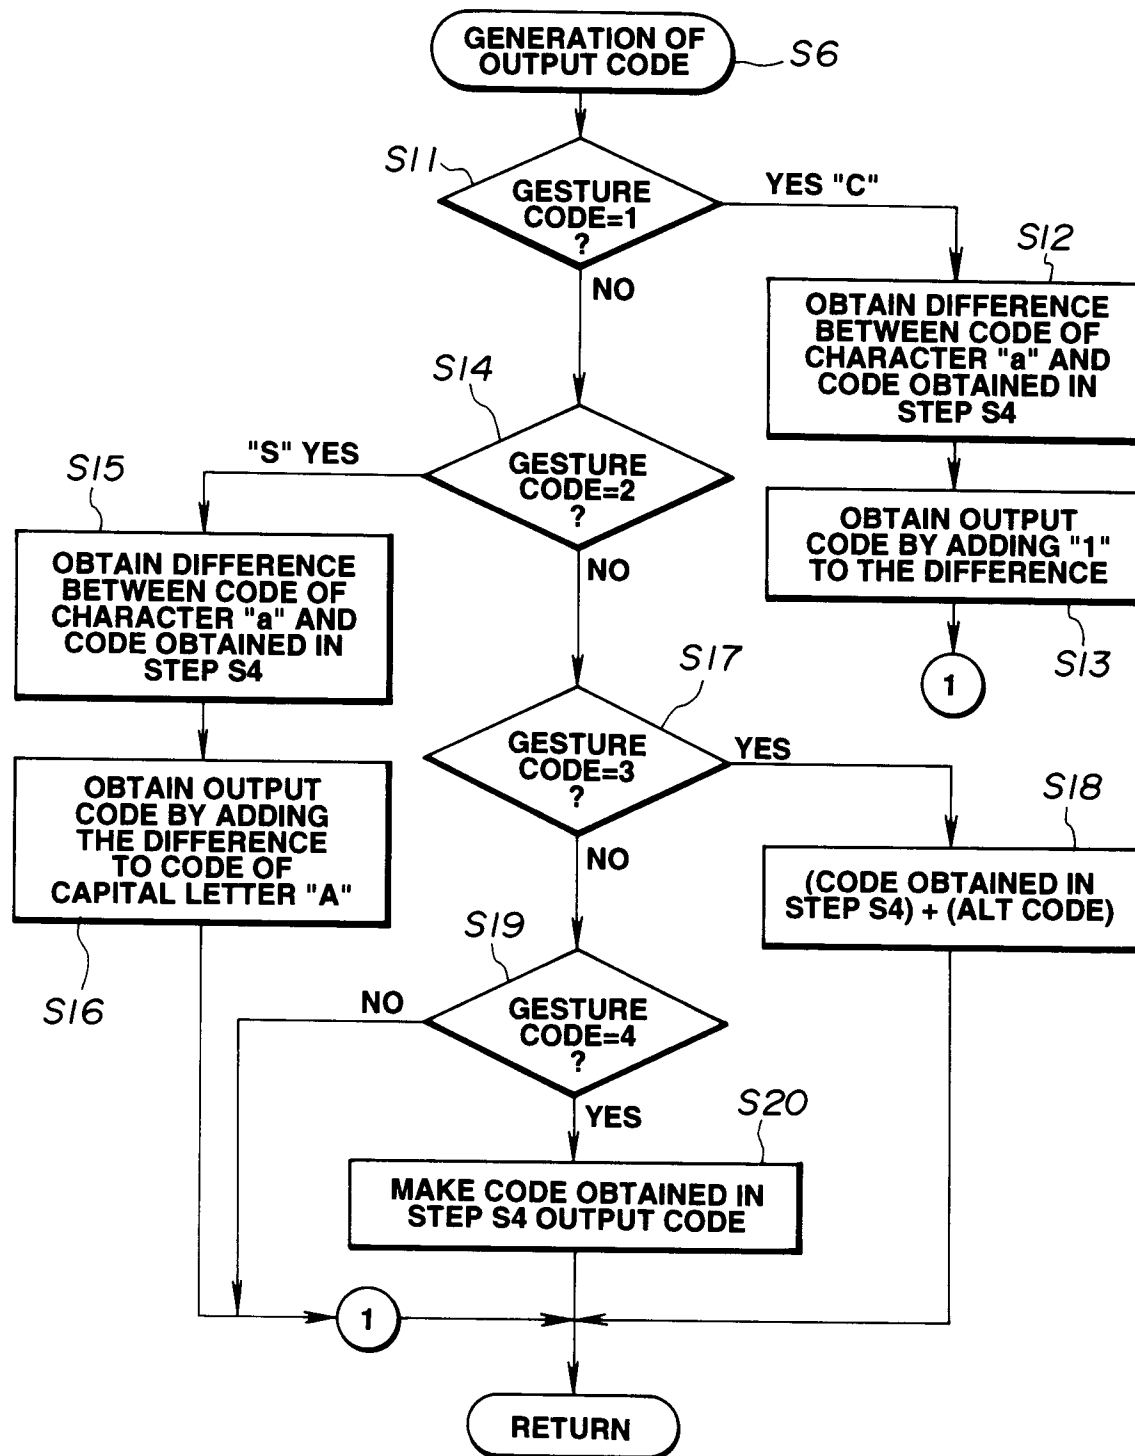 GENERATION OF
OUTPUT CODE
S6
S11
GESTURE
CODE=1
?
YES "C"
NO
S12
OBTAIN DIFFERENCE
BETWEEN CODE OF
CHARACTER "a" AND
CODE OBTAINED IN
STEP S4
S14
"S" YES
GESTURE
CODE=2
?
NO
S15
OBTAIN DIFFERENCE
BETWEEN CODE OF
CHARACTER "a" AND
CODE OBTAINED IN
STEP S4
OBTAIN OUTPUT
CODE BY ADDING "1"
TO THE DIFFERENCE
S13
1
S17
GESTURE
CODE=3
?
YES
NO
OBTAIN OUTPUT
CODE BY ADDING
THE DIFFERENCE
TO CODE OF
CAPITAL LETTER "A"
S16
S18
(CODE OBTAINED IN
STEP S4) + (ALT CODE)
S19
NO
GESTURE
CODE=4
?
YES
S20
MAKE CODE OBTAINED IN
STEP S4 OUTPUT CODE
1
RETURN